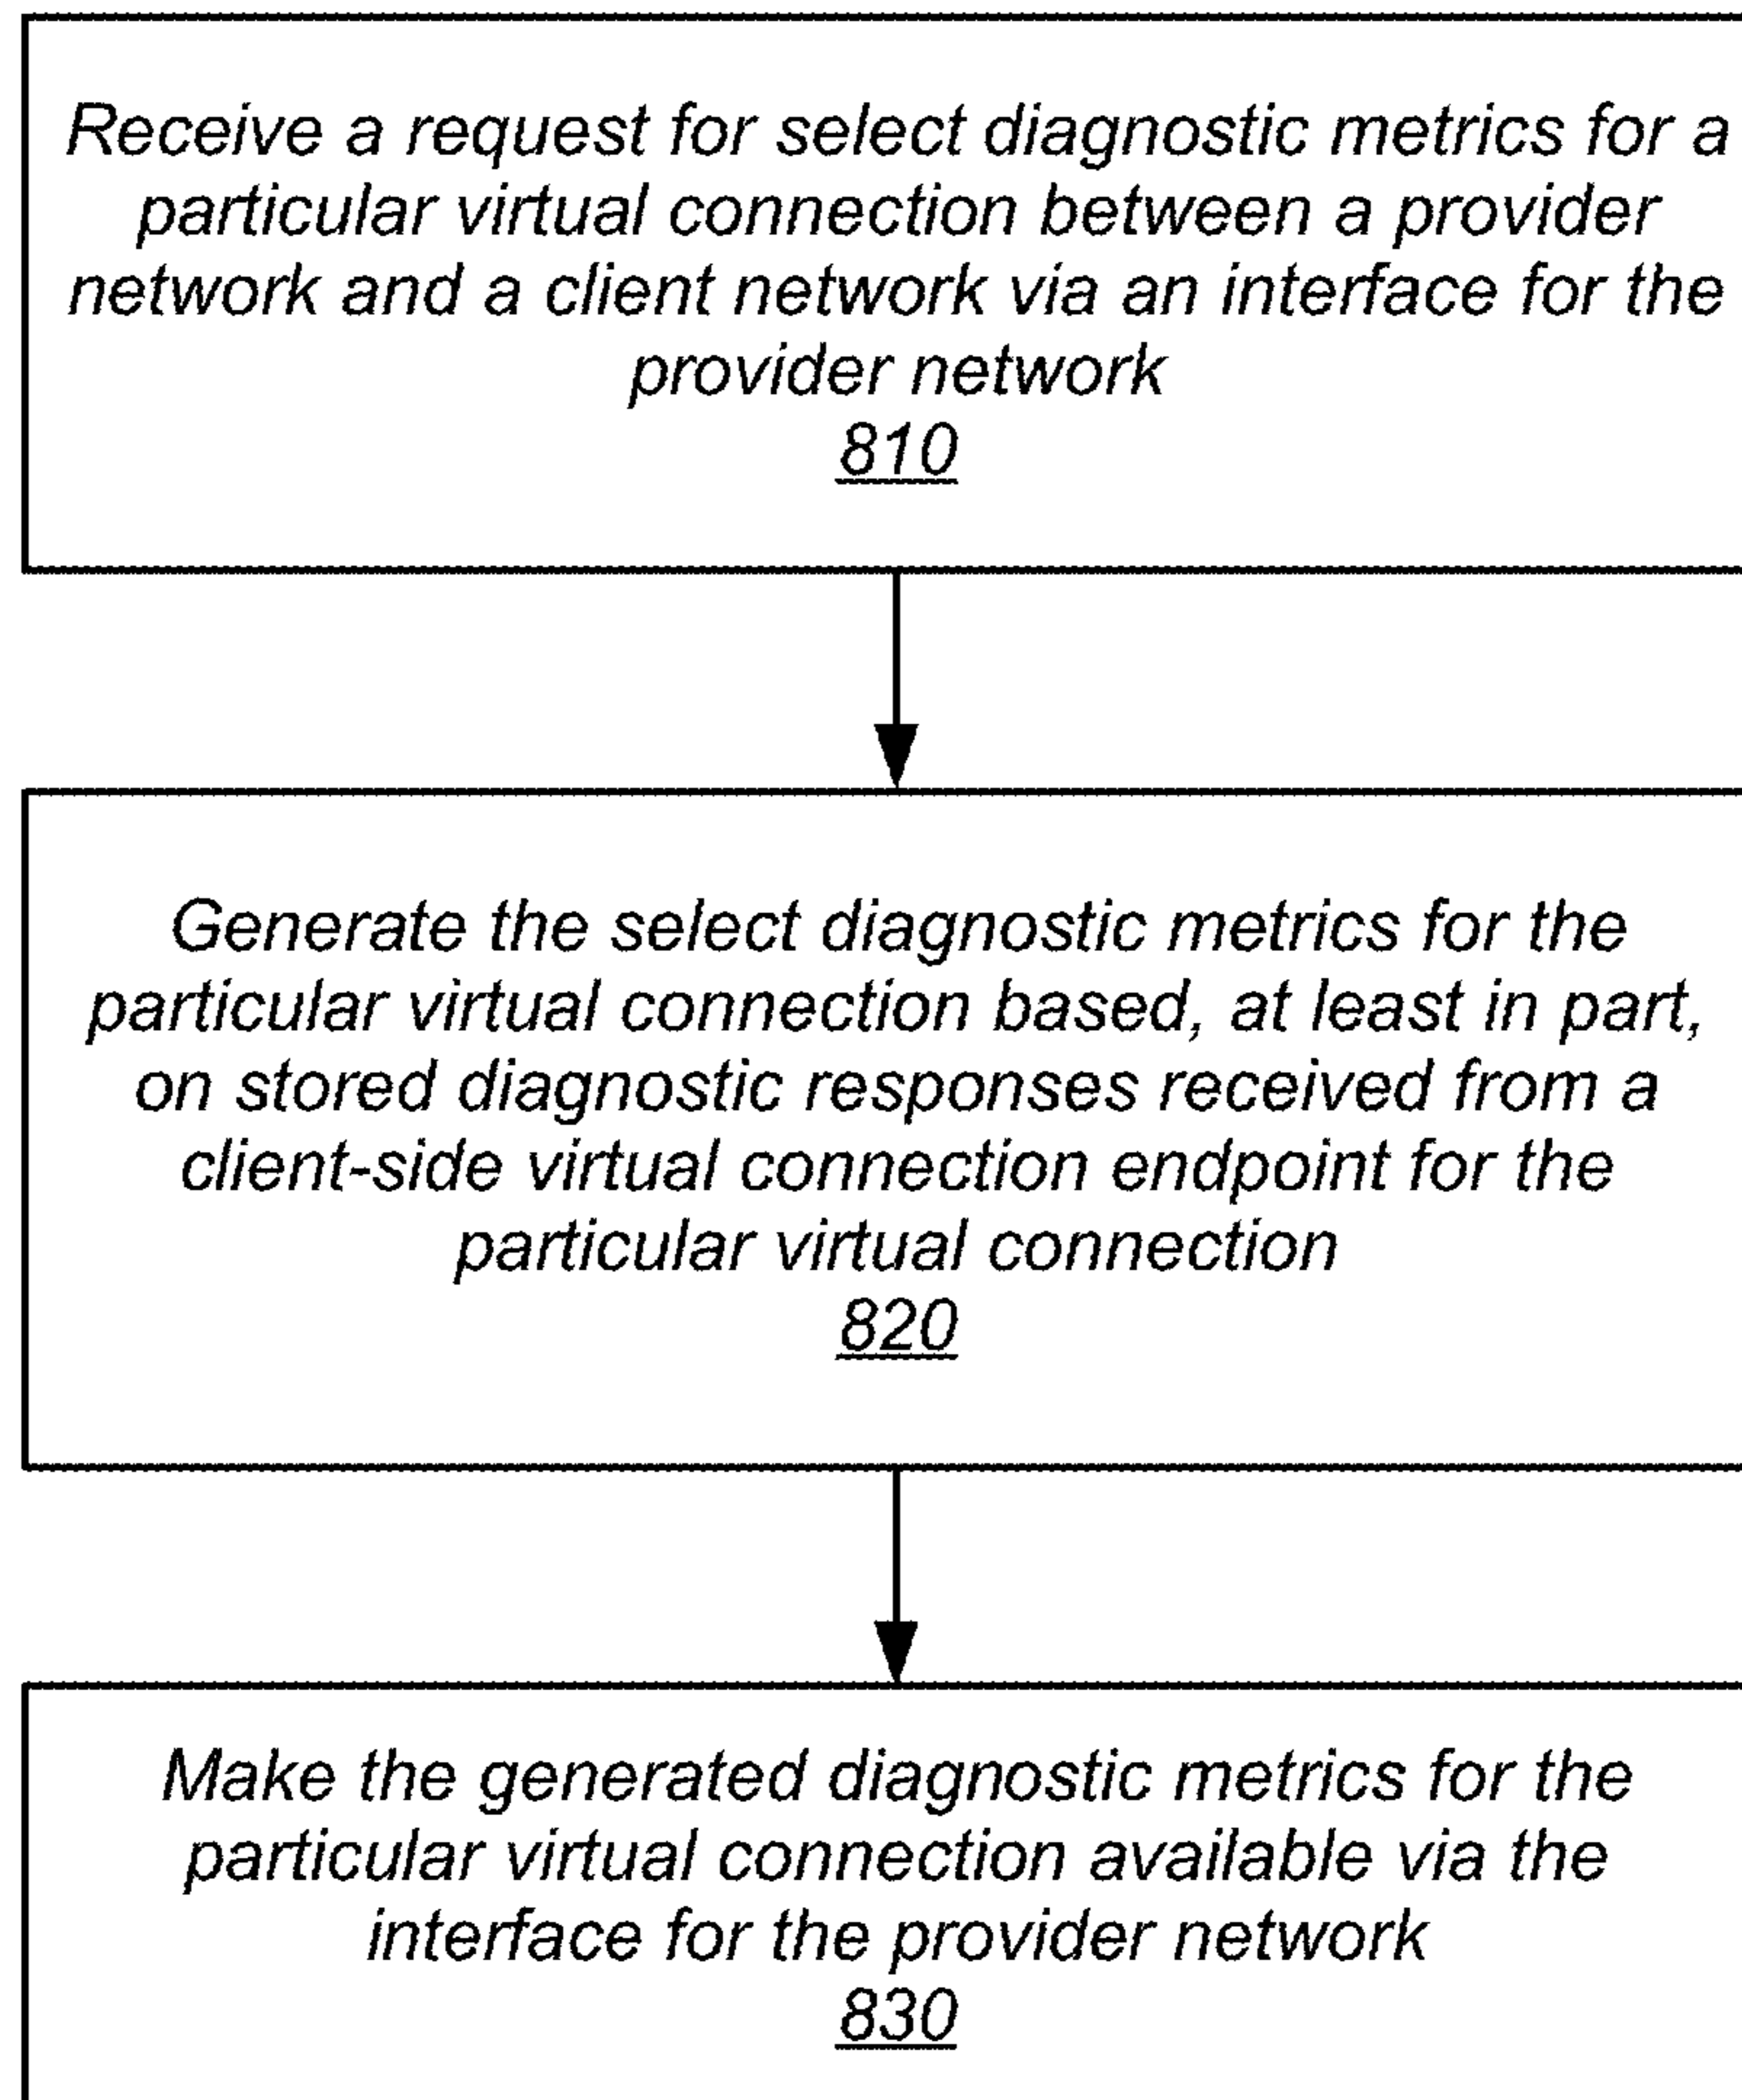 Receive a request for select diagnostic metrics for a
particular virtual connection between a provider
network and a client network via an interface for the
provider network
810
Generate the select diagnostic metrics for the
particular virtual connection based, at least in part,
on stored diagnostic responses received from a
client-side virtual connection endpoint for the
particular virtual connection
820
Make the generated diagnostic metrics for the
particular virtual connection available via the
interface for the provider network
830